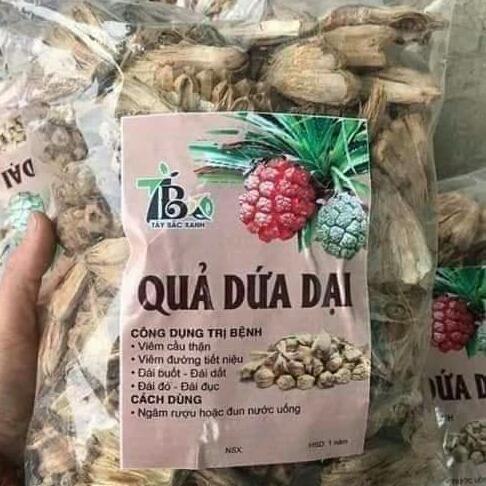 TB
TÂY BẮC XANH
QUẢ DỨA DẠI
CÔNG DỤNG TRỊ BỆNH
• Viêm cầu thận
• Viêm đường tiết niệu
• Đái buốt - Đái dắt
• Đái đỏ - Đái đục
CÁCH DÙNG
• Ngâm rượu hoặc đun nước uống
NSX: HSD: 1 năm
DẠI
ỨA D